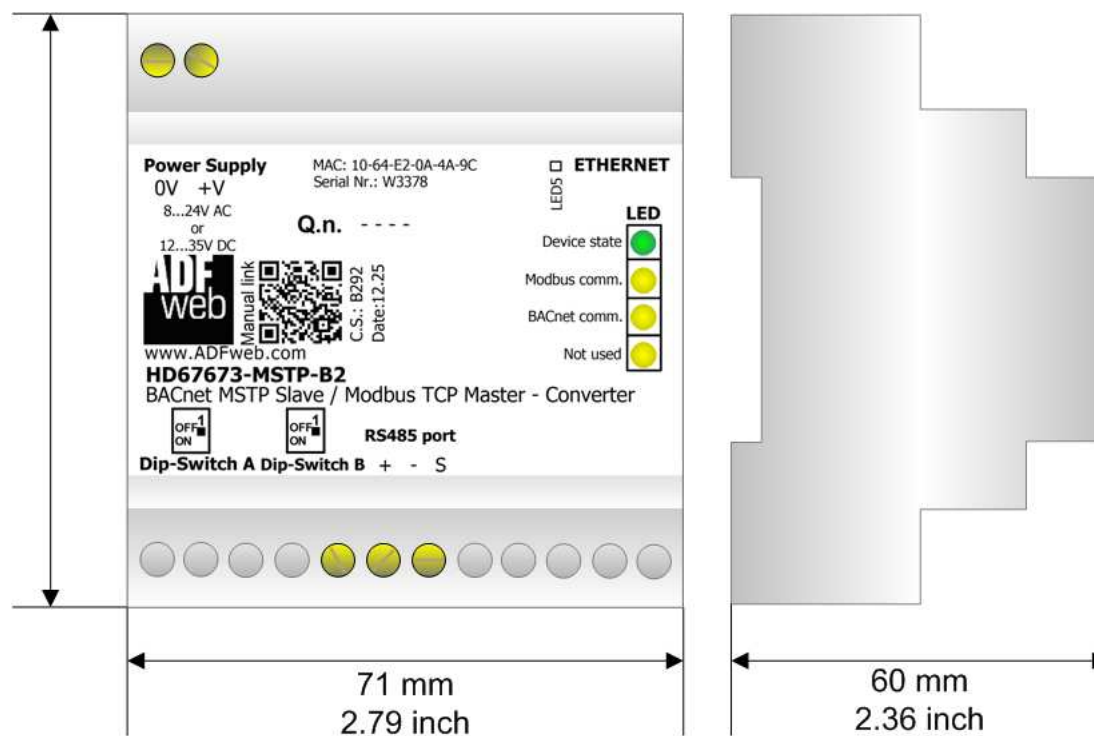 Power Supply
0V +V
8...24V AC
or
12...35V DC
MAC: 10-64-E2-0A-4A-9C
Serial Nr.: W3378
Q.n. - - - -
LED5
ETHERNET
LED
Device state
Modbus comm.
BACnet comm.
Not used
ADF
web
Manual link
C.S.: B292
Date:12.25
www.ADFweb.com
HD67673-MSTP-B2
BACnet MSTP Slave / Modbus TCP Master - Converter
OFF 1
ON
OFF 1
ON
RS485 port
Dip-Switch A Dip-Switch B + - S
71 mm
2.79 inch
60 mm
2.36 inch